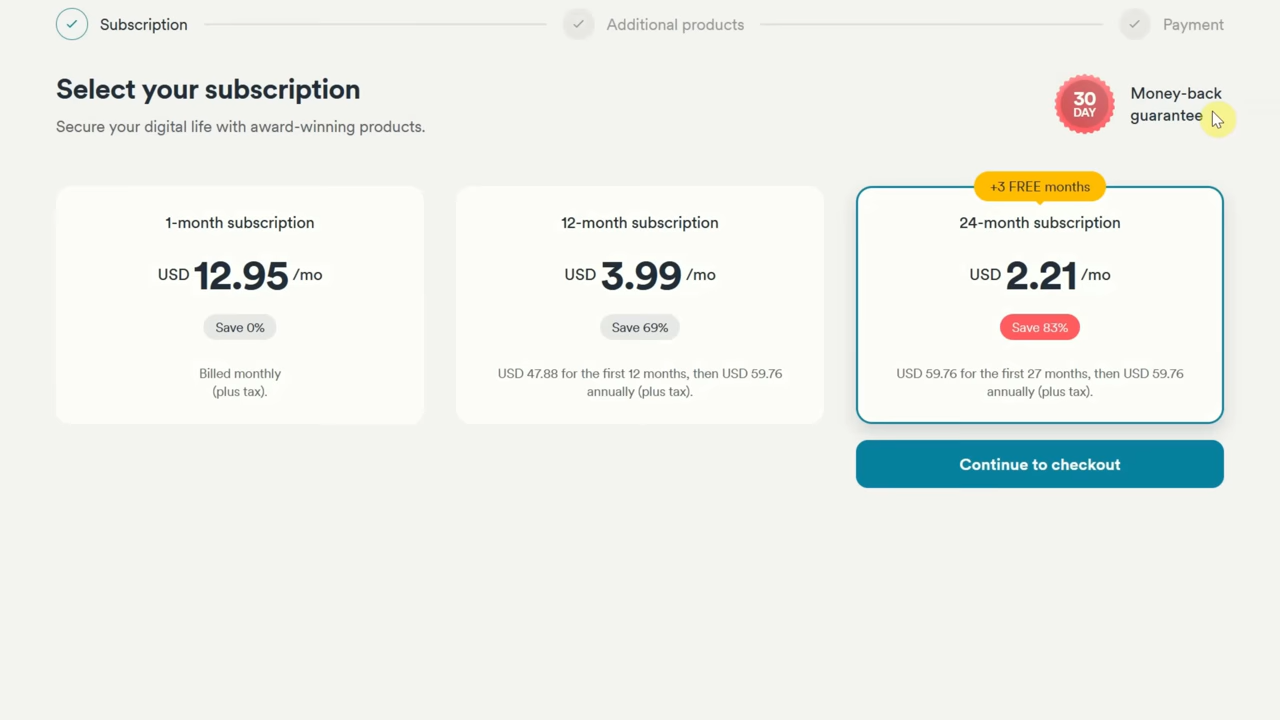 Subscription
Additional products
Payment
Select your subscription
Secure your digital life with award-winning products.
30
DAY
Money-back
guarantee
1-month subscription
USD 12.95 /mo
Save 0%
Billed monthly
(plus tax).
12-month subscription
USD 3.99 /mo
Save 69%
USD 47.88 for the first 12 months, then USD 59.76
annually (plus tax).
+3 FREE months
24-month subscription
USD 2.21 /mo
Save 83%
USD 59.76 for the first 27 months, then USD 59.76
annually (plus tax).
Continue to checkout